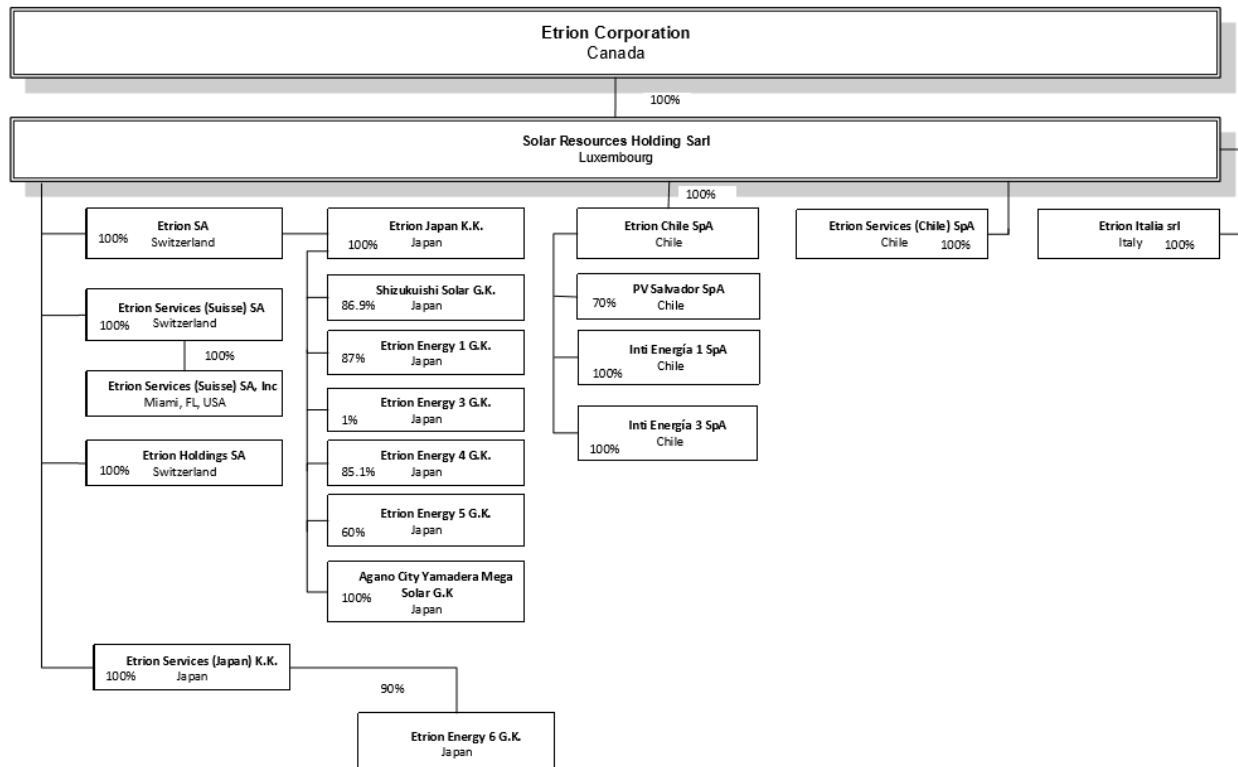 Etrion Corporation
Canada
100%
Solar Resources Holding Sarl
Luxembourg
100%
Etrion SA
100% Switzerland
Etrion Japan K.K.
100% Japan
Etrion Chile SpA
Chile
Etrion Services (Chile) SpA
Chile 100%
Etrion Italia srl
Italy 100%
Shizukuishi Solar G.K.
86.9% Japan
PV Salvador SpA
70% Chile
Etrion Services (Suisse) SA
100% Switzerland
100%
Etrion Energy 1 G.K.
87% Japan
Inti Energía 1 SpA
100% Chile
Etrion Services (Suisse) SA, Inc
Miami, FL, USA
Etrion Energy 3 G.K.
1% Japan
Inti Energía 3 SpA
100% Chile
Etrion Holdings SA
100% Switzerland
Etrion Energy 4 G.K.
85.1% Japan
Etrion Energy 5 G.K.
60% Japan
Agano City Yamadera Mega
100% Solar G.K
Japan
Etrion Services (Japan) K.K.
100% Japan
90%
Etrion Energy 6 G.K.
Japan